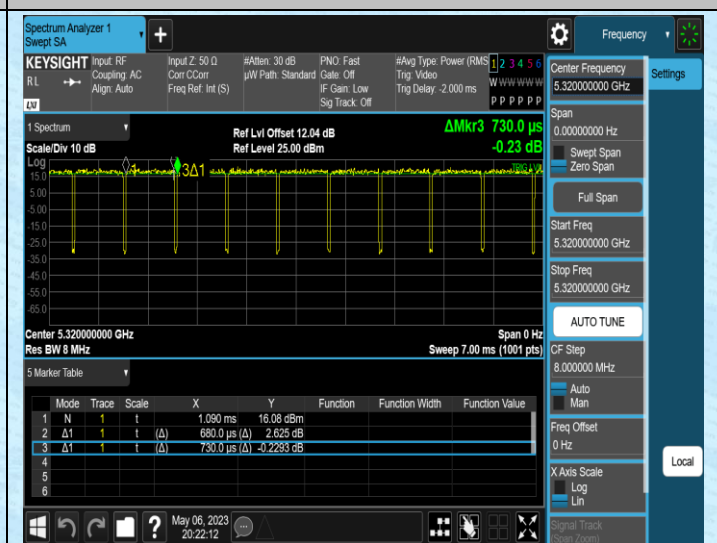 Spectrum Analyzer 1
Swept SA
Frequency
KEYSIGHT
RL
LXI
Input: RF
Coupling: AC
Align: Auto
Input Z: 50 Ω
Corr CCorr
Freq Ref: Int (S)
#Atten: 30 dB
µW Path: Standard
PNO: Fast
Gate: Off
IF Gain: Low
Sig Track: Off
#Avg Type: Power (RMS
Trig: Video
Trig Delay: -2.000 ms
1 2 3 4 5 6
W W W W W W
P P P P P P
Center Frequency
5.320000000 GHz
Settings
Span
0.00000000 Hz
Swept Span
Zero Span
Full Span
Start Freq
5.320000000 GHz
Stop Freq
5.320000000 GHz
AUTO TUNE
CF Step
8.000000 MHz
Auto
Man
Freq Offset
0 Hz
X Axis Scale
Log
Lin
Signal Track
(Span Zoom)
Local
1 Spectrum
Scale/Div 10 dB
Ref Lvl Offset 12.04 dB
Ref Level 25.00 dBm
ΔMkr3 730.0 µs
-0.23 dB
Log
15.0
5.00
-5.00
-15.0
-25.0
-35.0
-45.0
-55.0
-65.0
1
3Δ1
Center 5.320000000 GHz
Res BW 8 MHz
Span 0 Hz
Sweep 7.00 ms (1001 pts)
5 Marker Table
Mode Trace Scale X Y Function Function Width Function Value
1 N 1 t 1.090 ms 16.08 dBm
2 Δ1 1 t (Δ) 680.0 µs (Δ) 2.625 dB
3 Δ1 1 t (Δ) 730.0 µs (Δ) -0.2293 dB
4
5
6
?
May 06, 2023
20:22:12